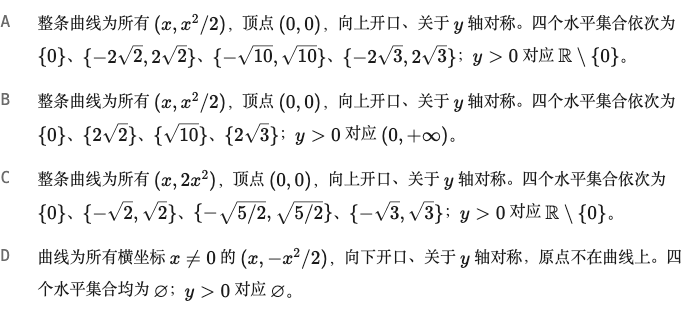 A 整条曲线为所有 (x, x²/2)，顶点 (0, 0)，向上开口、关于 y 轴对称。四个水平集合依次为
{0}、{−2√2, 2√2}、{−√10, √10}、{−2√3, 2√3}；y > 0 对应 ℝ \ {0}。
B 整条曲线为所有 (x, x²/2)，顶点 (0, 0)，向上开口、关于 y 轴对称。四个水平集合依次为
{0}、{2√2}、{√10}、{2√3}；y > 0 对应 (0, +∞)。
C 整条曲线为所有 (x, 2x²)，顶点 (0, 0)，向上开口、关于 y 轴对称。四个水平集合依次为
{0}、{−√2, √2}、{−√5/2, √5/2}、{−√3, √3}；y > 0 对应 ℝ \ {0}。
D 曲线为所有横坐标 x ≠ 0 的 (x, −x²/2)，向下开口、关于 y 轴对称，原点不在曲线上。四
个水平集合均为 ∅；y > 0 对应 ∅。